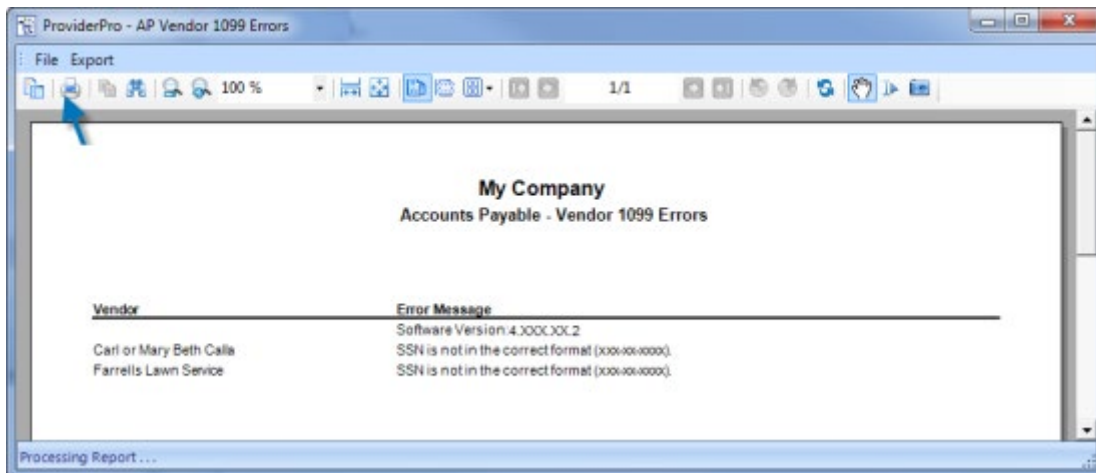 ProviderPro - AP Vendor 1099 Errors
File Export
100 %
1/1
My Company
Accounts Payable - Vendor 1099 Errors
Vendor Error Message
Software Version:4.XXX.XX.2
Carl or Mary Beth Calla SSN is not in the correct format (xxx-xx-xxxx).
Farrells Lawn Service SSN is not in the correct format (xxx-xx-xxxx).
Processing Report ...